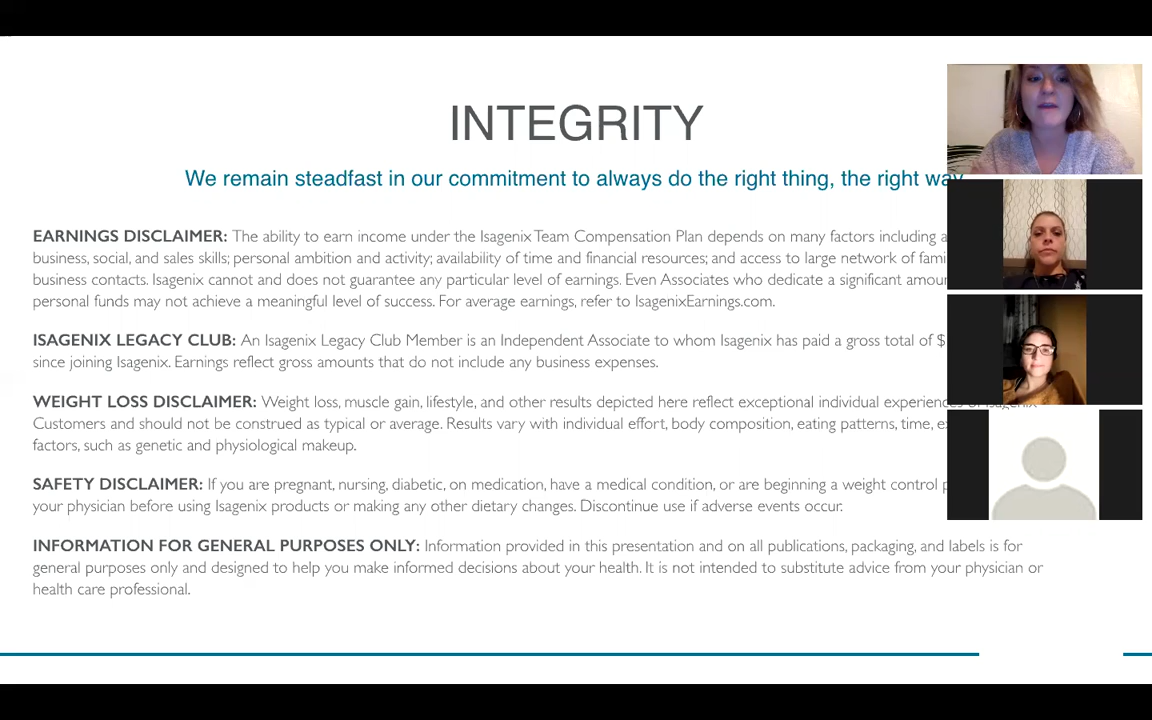 INTEGRITY
We remain steadfast in our commitment to always do the right thing, the right way
EARNINGS DISCLAIMER: The ability to earn income under the Isagenix Team Compensation Plan depends on many factors including
business, social, and sales skills; personal ambition and activity; availability of time and financial resources; and access to large network of
business contacts. Isagenix cannot and does not guarantee any particular level of earnings. Even Associates who dedicate a significant
personal funds may not achieve a meaningful level of success. For average earnings, refer to IsagenixEarnings.com.
ISAGENIX LEGACY CLUB: An Isagenix Legacy Club Member is an Independent Associate to whom Isagenix has paid a gross total of $
since joining Isagenix. Earnings reflect gross amounts that do not include any business expenses.
WEIGHT LOSS DISCLAIMER: Weight loss, muscle gain, lifestyle, and other results depicted here reflect exceptional individual
Customers and should not be construed as typical or average. Results vary with individual effort, body composition, eating patterns, time,
factors, such as genetic and physiological makeup.
SAFETY DISCLAIMER: If you are pregnant, nursing, diabetic, on medication, have a medical condition, or are beginning a weight control
your physician before using Isagenix products or making any other dietary changes. Discontinue use if adverse events occur.
INFORMATION FOR GENERAL PURPOSES ONLY: Information provided in this presentation and on all publications, packaging, and labels is for
general purposes only and designed to help you make informed decisions about your health. It is not intended to substitute advice from your physician or
health care professional.